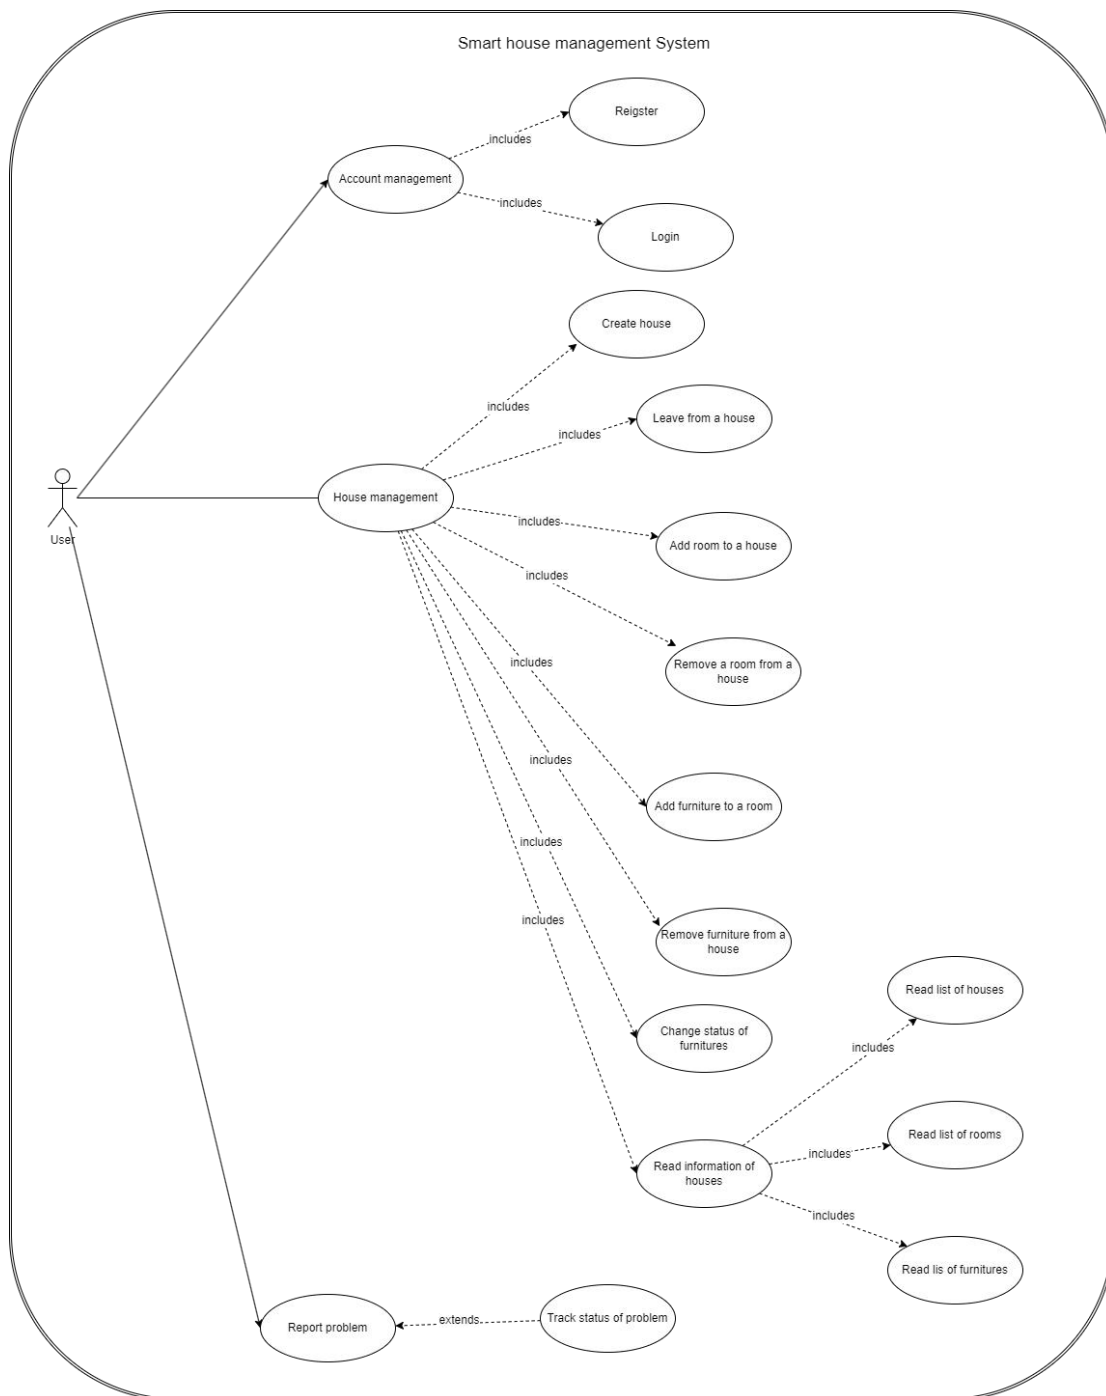 Smart house management System
Reigster
includes
Account management
includes
Login
Create house
includes
Leave from a house
includes
House management
includes
Add room to a house
User
includes
Remove a room from a
house
includes
includes
Add furniture to a room
includes
includes
Remove furniture from a
house
Read list of houses
Change status of
furnitures
includes
Read list of rooms
includes
Read information of
houses
includes
Read lis of furnitures
Report problem
extends
Track status of problem